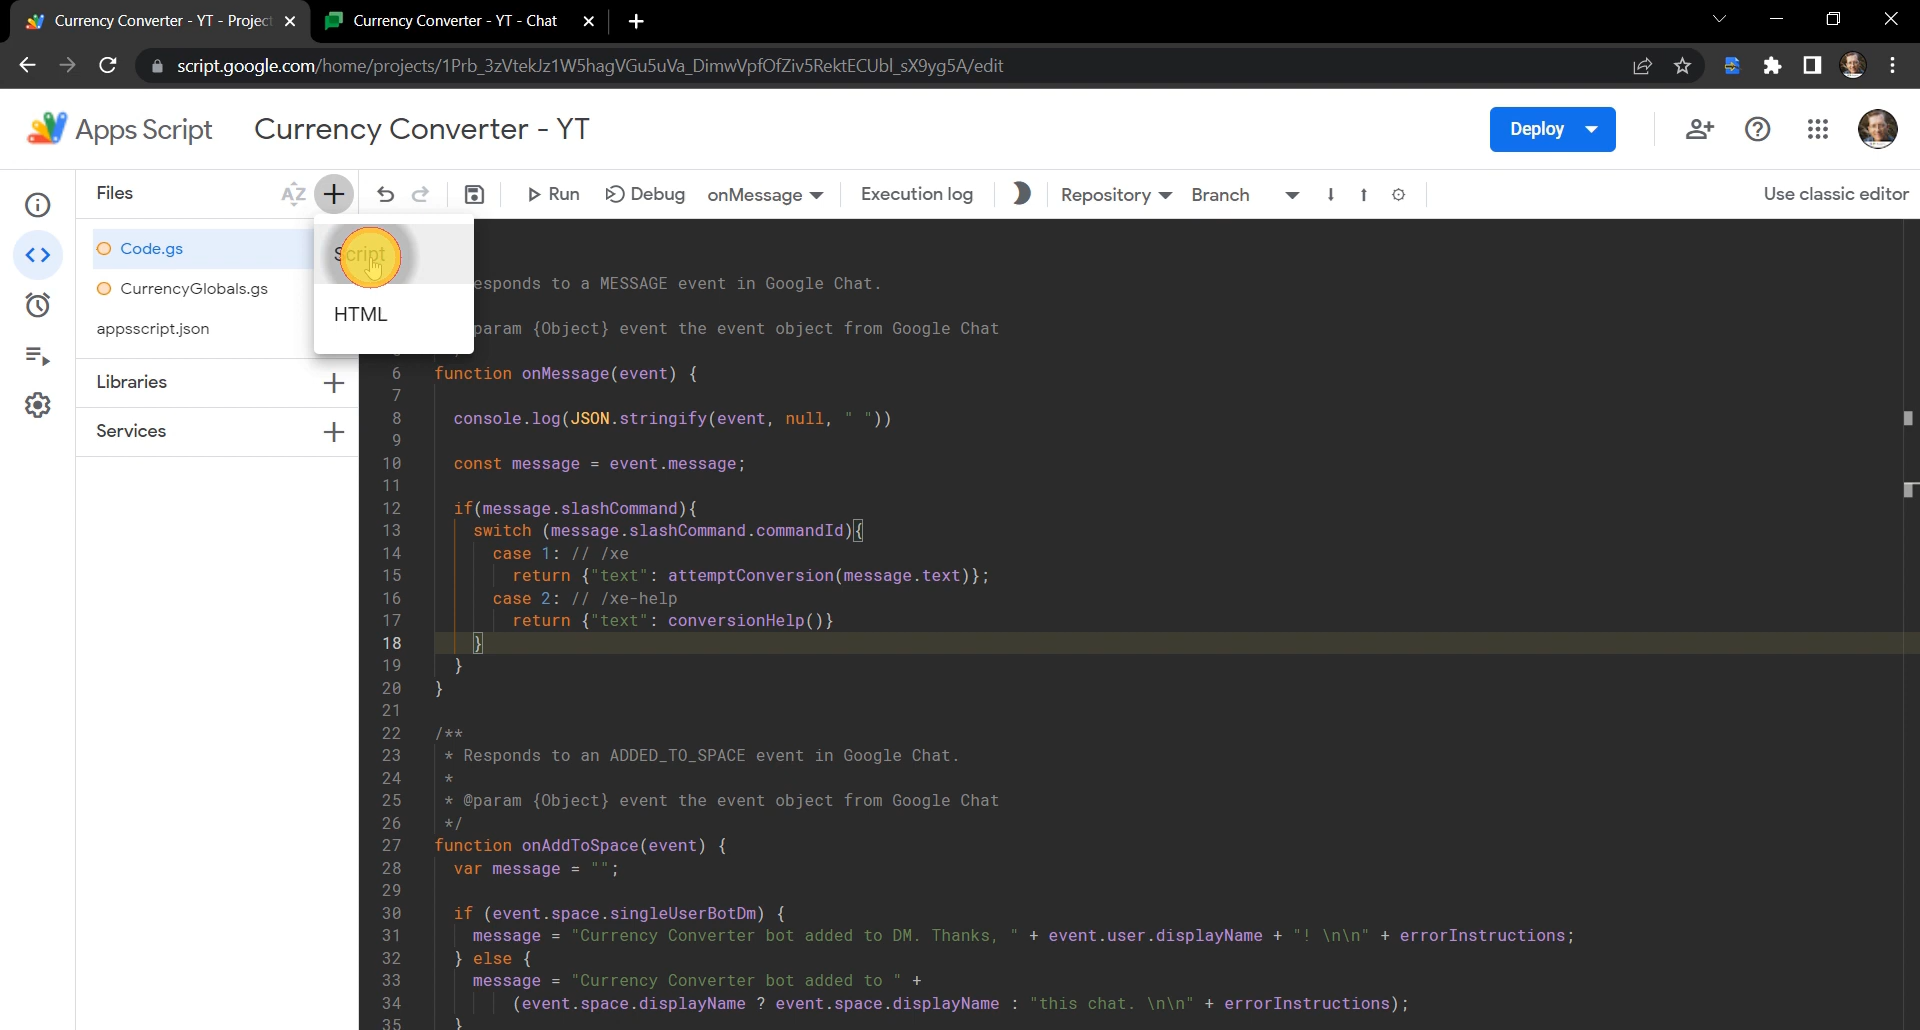 Currency Converter - YT - Project
Currency Converter - YT - Chat
script.google.com/home/projects/1Prb_3zVtekJz1W5hagVGu5uVa_DimwVpfOfZiv5RektECUbl_sX9yg5A/edit
Apps Script
Currency Converter - YT
Deploy
Files
AZ
Run
Debug
onMessage
Execution log
Repository
Branch
Use classic editor
Code.gs
CurrencyGlobals.gs
appsscript.json
Libraries
Services
Script
HTML
esponds to a MESSAGE event in Google Chat.
param {Object} event the event object from Google Chat
6 function onMessage(event) {
7
8 console.log(JSON.stringify(event, null, " "))
9
10 const message = event.message;
11
12 if(message.slashCommand){
13 switch (message.slashCommand.commandId){
14 case 1: // /xe
15 return {"text": attemptConversion(message.text)};
16 case 2: // /xe-help
17 return {"text": conversionHelp()}
18 }
19 }
20 }
21
22 /**
23 * Responds to an ADDED_TO_SPACE event in Google Chat.
24 *
25 * @param {Object} event the event object from Google Chat
26 */
27 function onAddToSpace(event) {
28 var message = "";
29
30 if (event.space.singleUserBotDm) {
31 message = "Currency Converter bot added to DM. Thanks, " + event.user.displayName + "! \n\n" + errorInstructions;
32 } else {
33 message = "Currency Converter bot added to " +
34 (event.space.displayName ? event.space.displayName : "this chat. \n\n" + errorInstructions);
35 }